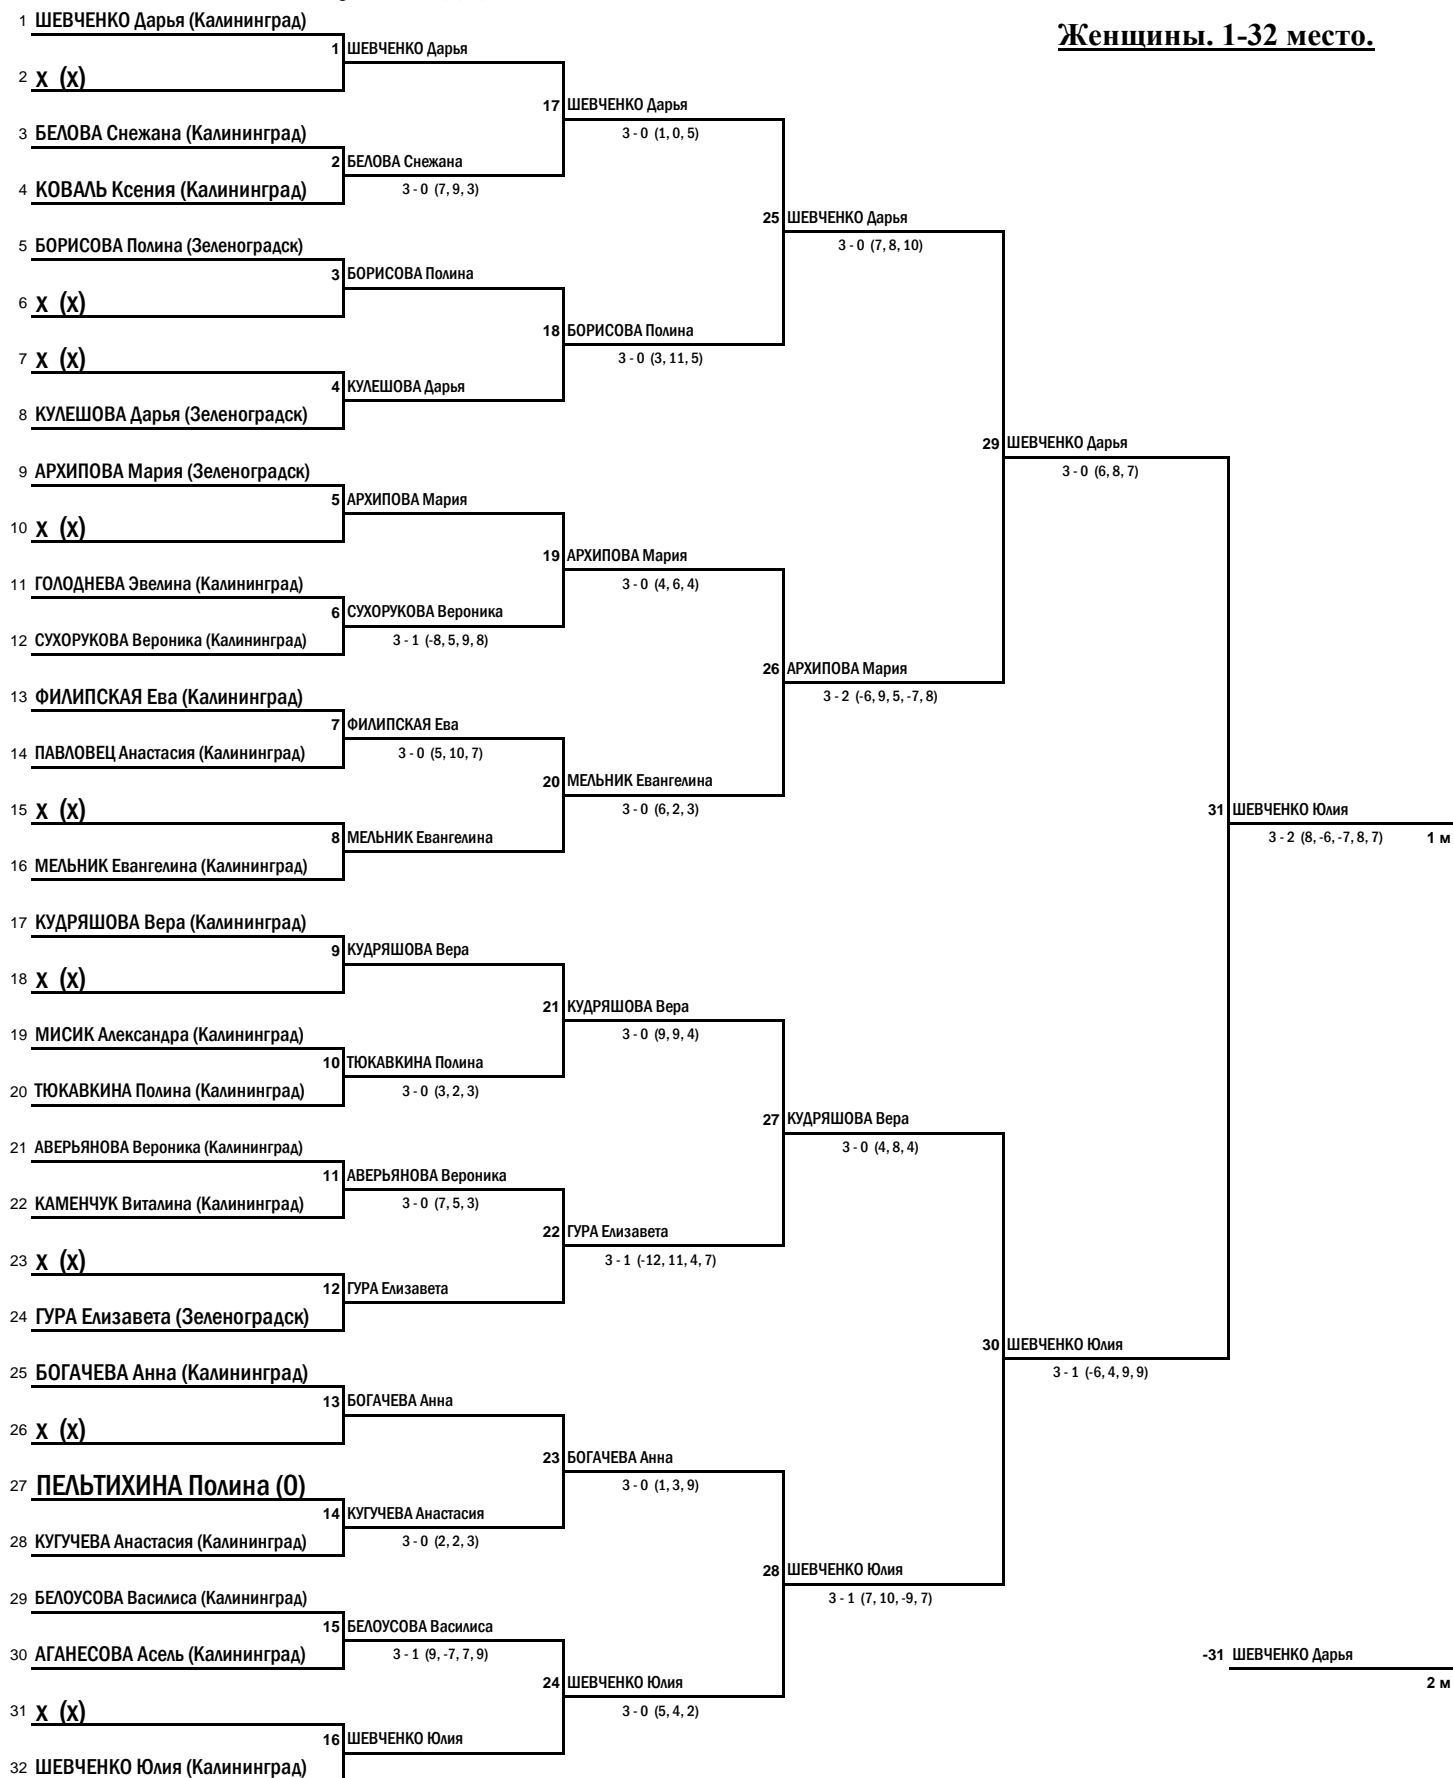 Женщины. 1-32 место.
1 ШЕВЧЕНКО Дарья (Калининград)
1 ШЕВЧЕНКО Дарья
2 х (х)
17 ШЕВЧЕНКО Дарья
3 - 0 (1, 0, 5)
3 БЕЛОВА Снежана (Калининград)
2 БЕЛОВА Снежана
3 - 0 (7, 9, 3)
4 КОВАЛЬ Ксения (Калининград)
25 ШЕВЧЕНКО Дарья
3 - 0 (7, 8, 10)
5 БОРИСОВА Полина (Зеленоградск)
3 БОРИСОВА Полина
6 х (х)
18 БОРИСОВА Полина
3 - 0 (3, 11, 5)
7 х (х)
4 КУЛЕШОВА Дарья
8 КУЛЕШОВА Дарья (Зеленоградск)
29 ШЕВЧЕНКО Дарья
3 - 0 (6, 8, 7)
9 АРХИПОВА Мария (Зеленоградск)
5 АРХИПОВА Мария
10 х (х)
19 АРХИПОВА Мария
3 - 0 (4, 6, 4)
11 ГОЛОДНЕВА Эвелина (Калининград)
6 СУХОРУКОВА Вероника
3 - 1 (-8, 5, 9, 8)
12 СУХОРУКОВА Вероника (Калининград)
26 АРХИПОВА Мария
3 - 2 (-6, 9, 5, -7, 8)
13 ФИЛИПСКАЯ Ева (Калининград)
7 ФИЛИПСКАЯ Ева
3 - 0 (5, 10, 7)
14 ПАВЛОВЕЦ Анастасия (Калининград)
20 МЕЛЬНИК Евангелина
3 - 0 (6, 2, 3)
15 х (х)
8 МЕЛЬНИК Евангелина
16 МЕЛЬНИК Евангелина (Калининград)
31 ШЕВЧЕНКО Юлия
3 - 2 (8, -6, -7, 8, 7) 1 м
17 КУДРЯШОВА Вера (Калининград)
9 КУДРЯШОВА Вера
18 х (х)
21 КУДРЯШОВА Вера
3 - 0 (9, 9, 4)
19 МИСИК Александра (Калининград)
10 ТЮКАВКИНА Полина
3 - 0 (3, 2, 3)
20 ТЮКАВКИНА Полина (Калининград)
27 КУДРЯШОВА Вера
3 - 0 (4, 8, 4)
21 АВЕРЬЯНОВА Вероника (Калининград)
11 АВЕРЬЯНОВА Вероника
3 - 0 (7, 5, 3)
22 КАМЕНЧУК Виталина (Калининград)
22 ГУРА Елизавета
3 - 1 (-12, 11, 4, 7)
23 х (х)
12 ГУРА Елизавета
24 ГУРА Елизавета (Зеленоградск)
30 ШЕВЧЕНКО Юлия
3 - 1 (-6, 4, 9, 9)
25 БОГАЧЕВА Анна (Калининград)
13 БОГАЧЕВА Анна
26 х (х)
23 БОГАЧЕВА Анна
3 - 0 (1, 3, 9)
27 ПЕЛЬТИХИНА Полина (0)
14 КУГУЧЕВА Анастасия
3 - 0 (2, 2, 3)
28 КУГУЧЕВА Анастасия (Калининград)
28 ШЕВЧЕНКО Юлия
3 - 1 (7, 10, -9, 7)
29 БЕЛОУСОВА Василиса (Калининград)
15 БЕЛОУСОВА Василиса
3 - 1 (9, -7, 7, 9)
30 АГАНЕСОВА Асель (Калининград)
-31 ШЕВЧЕНКО Дарья
2 м
24 ШЕВЧЕНКО Юлия
3 - 0 (5, 4, 2)
31 х (х)
16 ШЕВЧЕНКО Юлия
32 ШЕВЧЕНКО Юлия (Калининград)